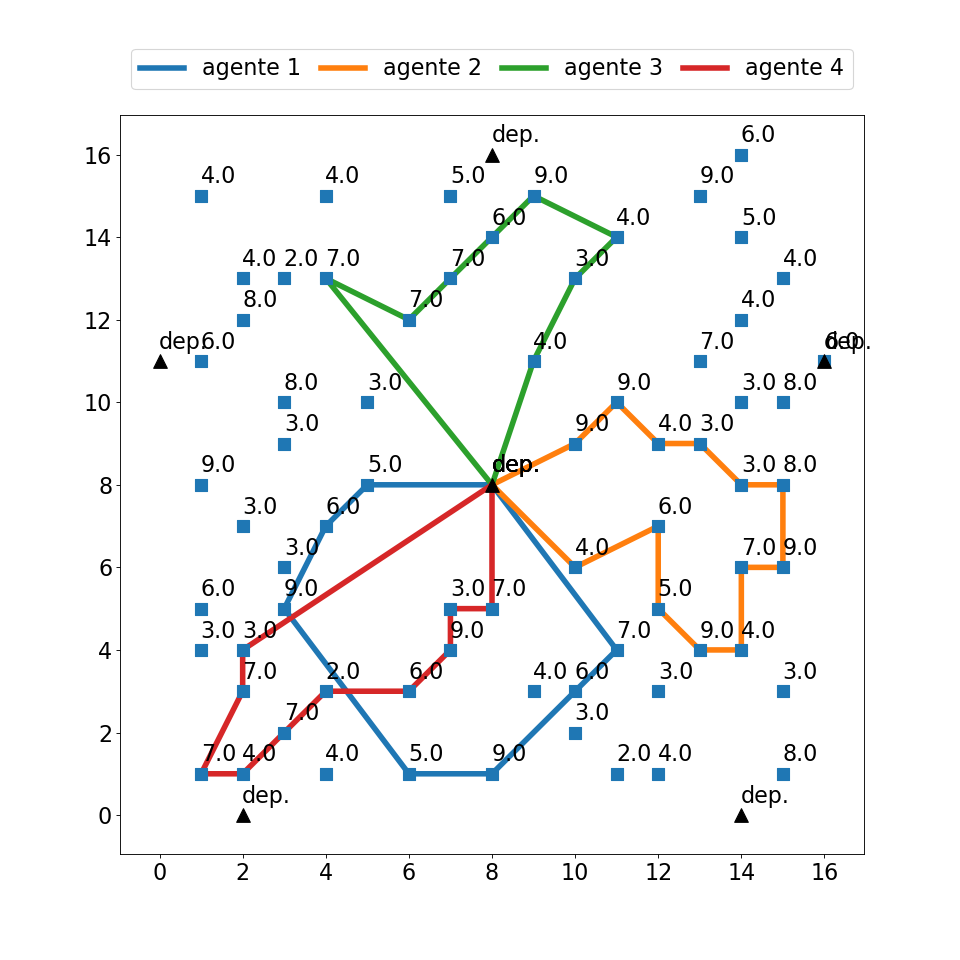 agente 1 agente 2 agente 3 agente 4
dep. 6.0
16
4.0 4.0 5.0 9.0 9.0
6.0 4.0 5.0
14
4.0 2.0 7.0 7.0 3.0 4.0
8.0 7.0 4.0
12
dep. 6.0 4.0 7.0 6.0 dep.
8.0 3.0 9.0 3.0 8.0
10
3.0 9.0 4.0 3.0
9.0 5.0 dep. 3.0 8.0
8
3.0 6.0 6.0
3.0 4.0 7.0 9.0
6
6.0 9.0 3.0 7.0 5.0
3.0 3.0 9.0 7.0 9.0 4.0
4
7.0 2.0 6.0 4.0 6.0 3.0 3.0
7.0 3.0
2
7.0 4.0 4.0 5.0 9.0 2.0 4.0 8.0
dep. dep.
0
0 2 4 6 8 10 12 14 16